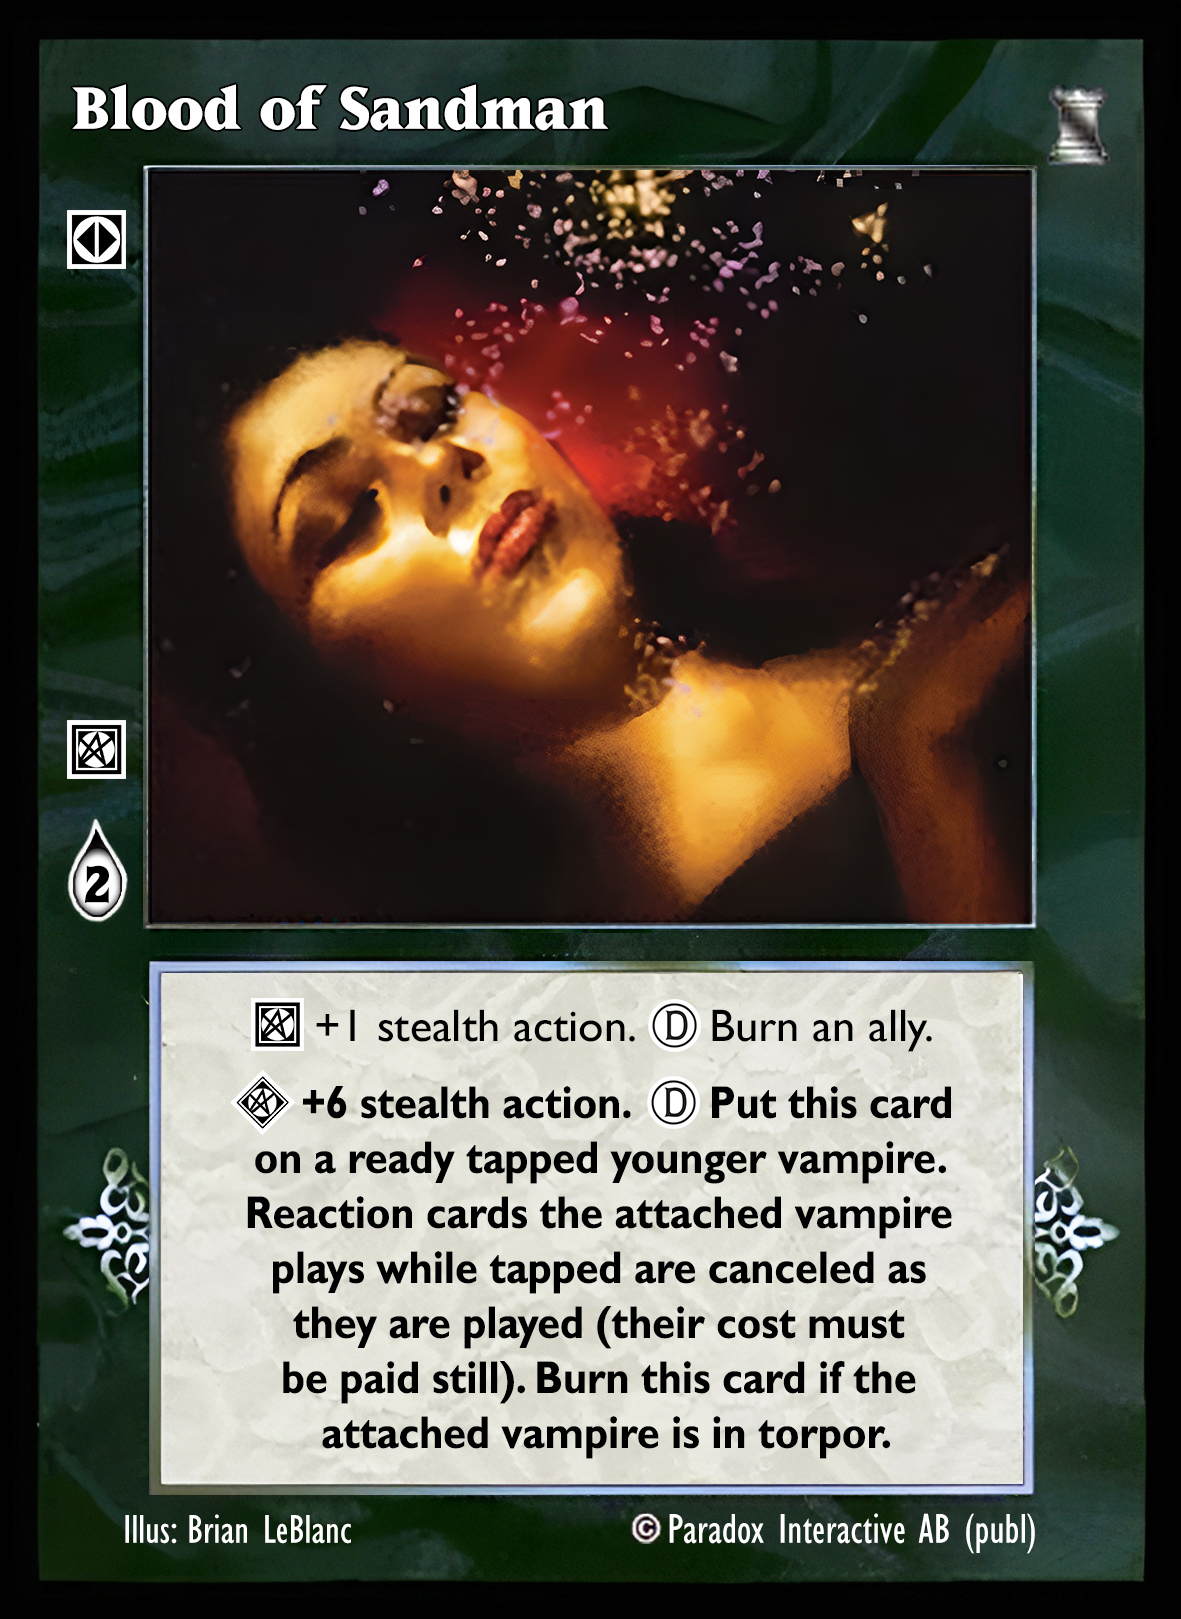 Blood of Sandman
2
+1 stealth action. Ⓓ Burn an ally.
+6 stealth action. Ⓓ Put this card
on a ready tapped younger vampire.
Reaction cards the attached vampire
plays while tapped are canceled as
they are played (their cost must
be paid still). Burn this card if the
attached vampire is in torpor.
Illus: Brian LeBlanc
© Paradox Interactive AB (publ)